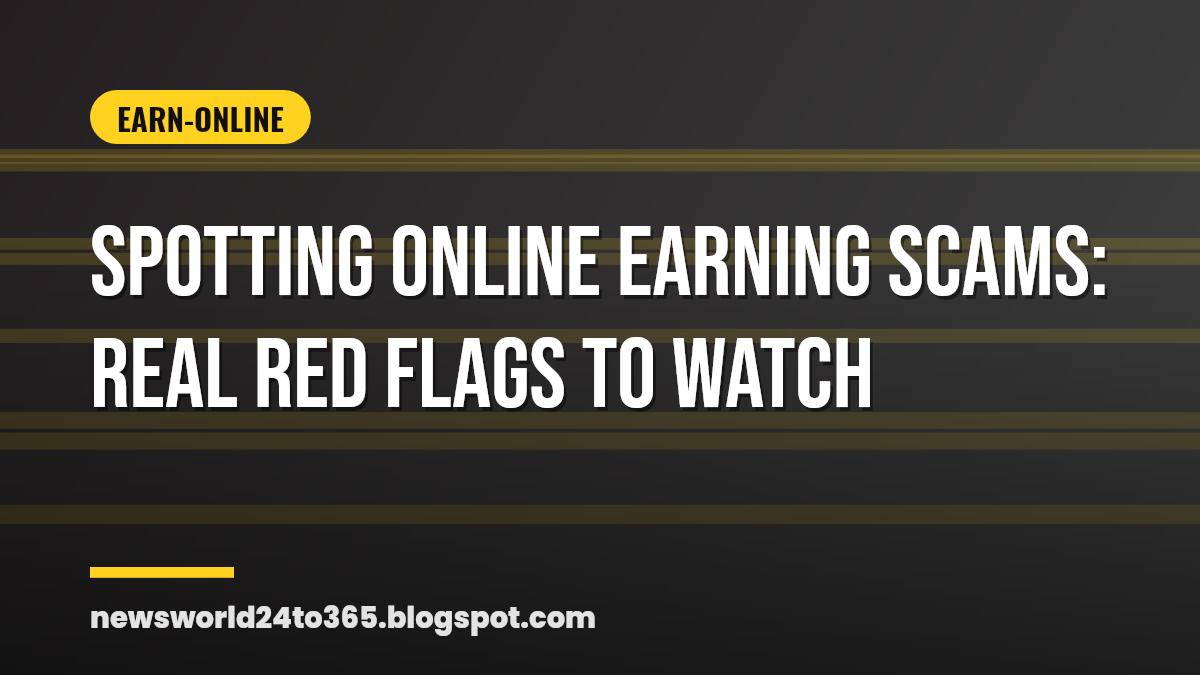 EARN-ONLINE
SPOTTING ONLINE EARNING SCAMS:
REAL RED FLAGS TO WATCH
newsworld24to365.blogspot.com